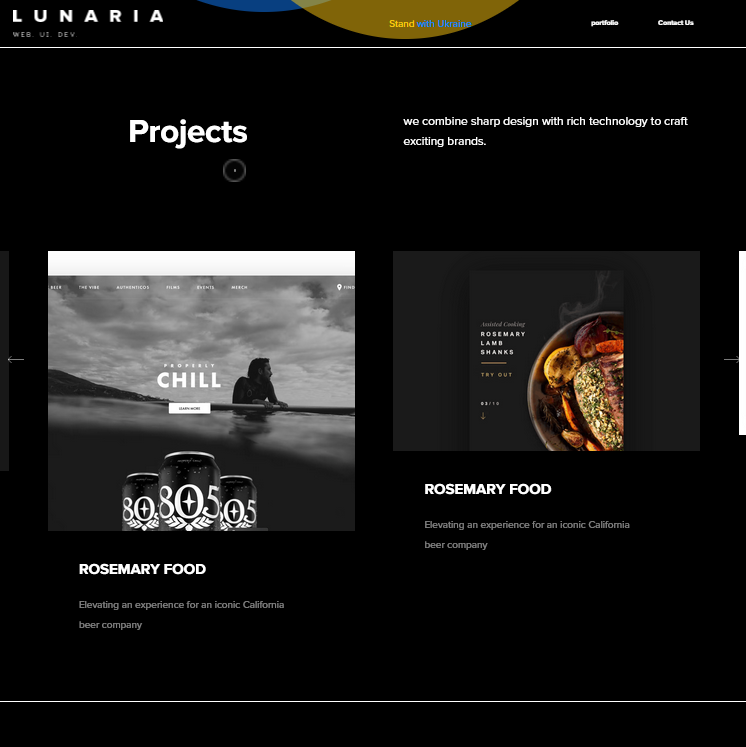 LUNARIA
WEB. UI. DEV
Stand with Ukraine
portfolio
Contact Us
Projects
we combine sharp design with rich technology to craft
exciting brands.
BEER THE VIBE AUTHENTICOS FILMS EVENTS MERCH FIND
PROPERLY
CHILL
LEARN MORE
805 805 805
ROSEMARY FOOD
Elevating an experience for an iconic California
beer company
Assisted Cooking
ROSEMARY
LAMB
SHANKS
TRY OUT
03/10
ROSEMARY FOOD
Elevating an experience for an iconic California
beer company